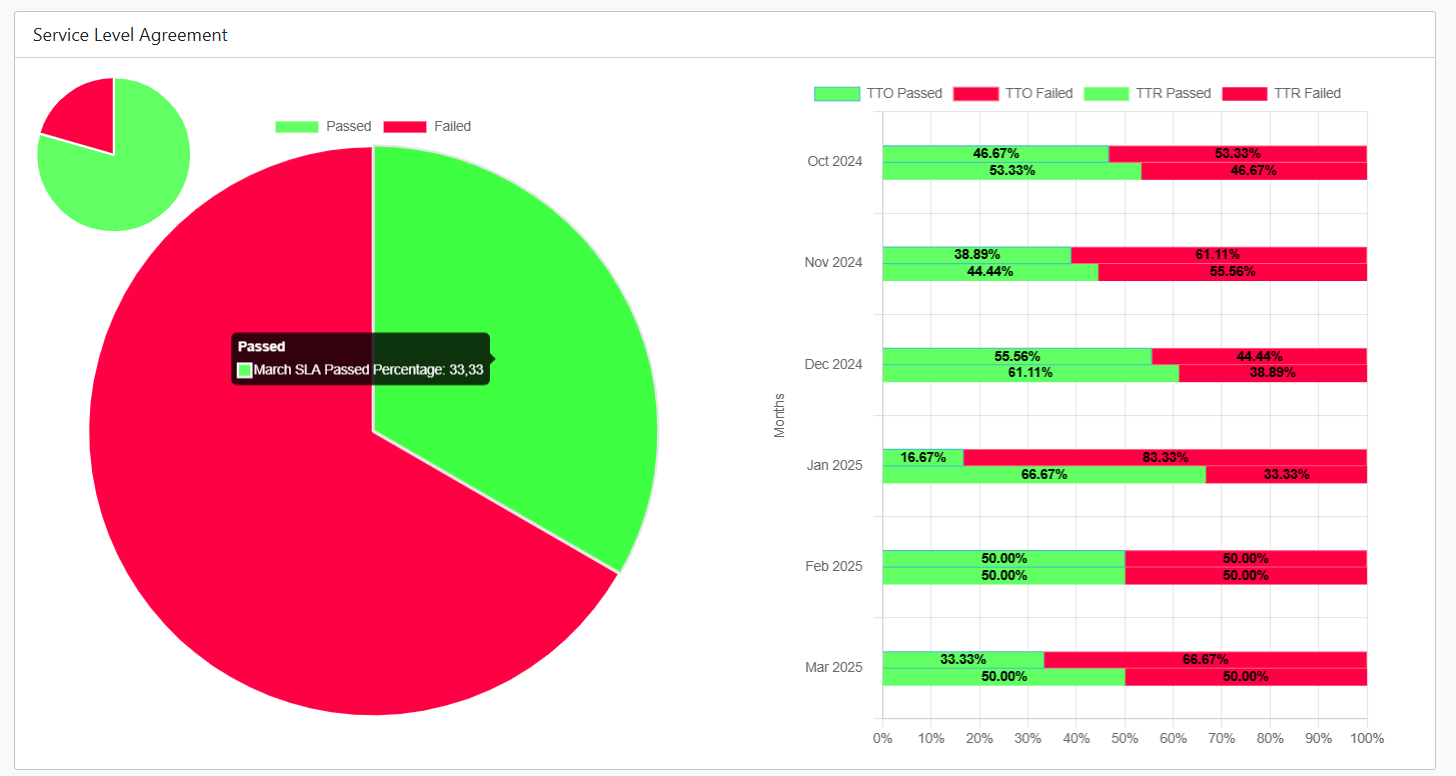 Service Level Agreement
Passed Failed
Passed
March SLA Passed Percentage: 33,33
TTO Passed TTO Failed TTR Passed TTR Failed
Months
Oct 2024
46.67% 53.33%
53.33% 46.67%
Nov 2024
38.89% 61.11%
44.44% 55.56%
Dec 2024
55.56% 44.44%
61.11% 38.89%
Jan 2025
16.67% 83.33%
66.67% 33.33%
Feb 2025
50.00% 50.00%
50.00% 50.00%
Mar 2025
33.33% 66.67%
50.00% 50.00%
0% 10% 20% 30% 40% 50% 60% 70% 80% 90% 100%